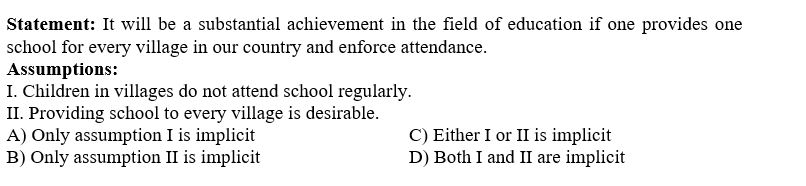 Statement: It will be a substantial achievement in the field of education if one provides one
school for every village in our country and enforce attendance.
Assumptions:
I. Children in villages do not attend school regularly.
II. Providing school to every village is desirable.
A) Only assumption I is implicit C) Either I or II is implicit
B) Only assumption II is implicit D) Both I and II are implicit